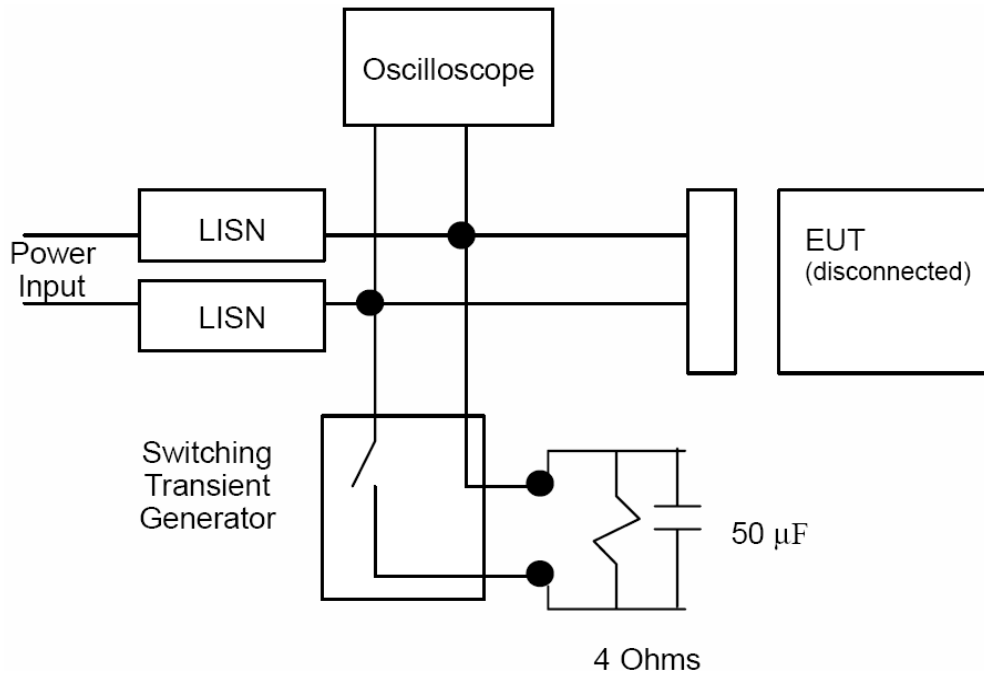 Oscilloscope
LISN
Power
Input
LISN
EUT
(disconnected)
Switching
Transient
Generator
50 µF
4 Ohms